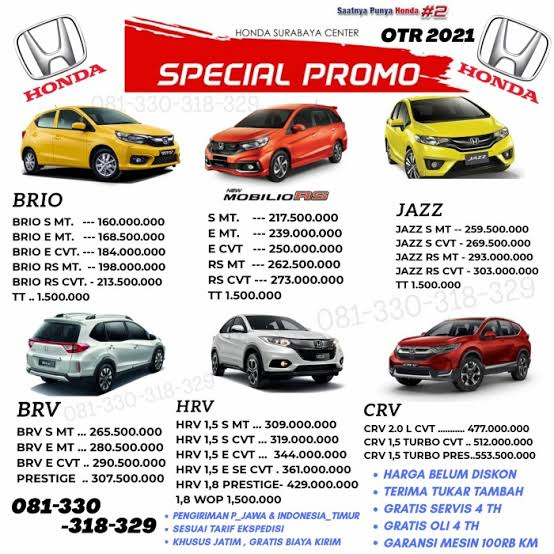 Saatnya Punya Honda #2
HONDA SURABAYA CENTER
OTR 2021
HONDA
SPECIAL PROMO
HONDA
081-330-318-329
JAZZ
BRIO
BRIO S MT. --- 160.000.000
BRIO E MT. --- 168.500.000
BRIO E CVT. --- 184.000.000
BRIO RS MT. -- 198.000.000
BRIO RS CVT. - 213.500.000
TT .. 1.500.000
NEW MOBILIO RS
S MT. --- 217.500.000
E MT. --- 239.000.000
E CVT --- 250.000.000
RS MT --- 262.500.000
RS CVT --- 273.000.000
TT 1.500.000
JAZZ
JAZZ S MT -- 259.500.000
JAZZ S CVT - 269.500.000
JAZZ RS MT - 293.000.000
JAZZ RS CVT - 303.000.000
TT 1.500.000
081-330-318-329
081-330-318-329
BRV
BRV S MT ... 265.500.000
BRV E MT ... 280.500.000
BRV E CVT .. 290.500.000
PRESTIGE .. 307.500.000
HRV
HRV 1,5 S MT ... 309.000.000
HRV 1,5 S CVT ... 319.000.000
HRV 1,5 E CVT ... 344.000.000
HRV 1,5 E SE CVT . 361.000.000
HRV 1,8 PRESTIGE- 429.000.000
1,8 WOP 1,500.000
CRV
CRV 2.0 L CVT ........... 477.000.000
CRV 1,5 TURBO CVT .. 512.000.000
CRV 1,5 TURBO PRES..553.500.000
081-330
-318-329
• PENGIRIMAN P_JAWA & INDONESIA_TIMUR
• SESUAI TARIF EKSPEDISI
• KHUSUS JATIM , GRATIS BIAYA KIRIM
• HARGA BELUM DISKON
• TERIMA TUKAR TAMBAH
• GRATIS SERVIS 4 TH
• GRATIS OLI 4 TH
• GARANSI MESIN 100RB KM